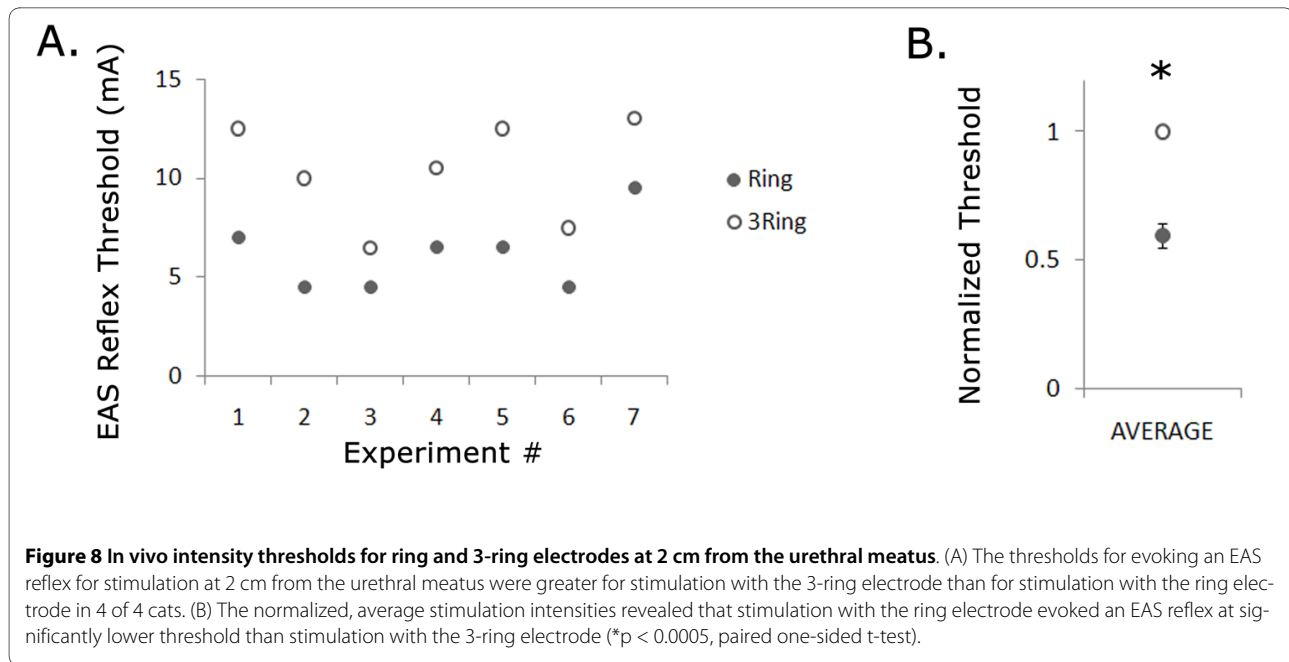 A.
B.
EAS Reflex Threshold (mA)
15
10
5
0
1 2 3 4 5 6 7
Experiment #
Ring
3Ring
Normalized Threshold
*
1
0.5
0
AVERAGE
Figure 8 In vivo intensity thresholds for ring and 3-ring electrodes at 2 cm from the urethral meatus. (A) The thresholds for evoking an EAS
reflex for stimulation at 2 cm from the urethral meatus were greater for stimulation with the 3-ring electrode than for stimulation with the ring elec-
trode in 4 of 4 cats. (B) The normalized, average stimulation intensities revealed that stimulation with the ring electrode evoked an EAS reflex at sig-
nificantly lower threshold than stimulation with the 3-ring electrode (*p < 0.0005, paired one-sided t-test).